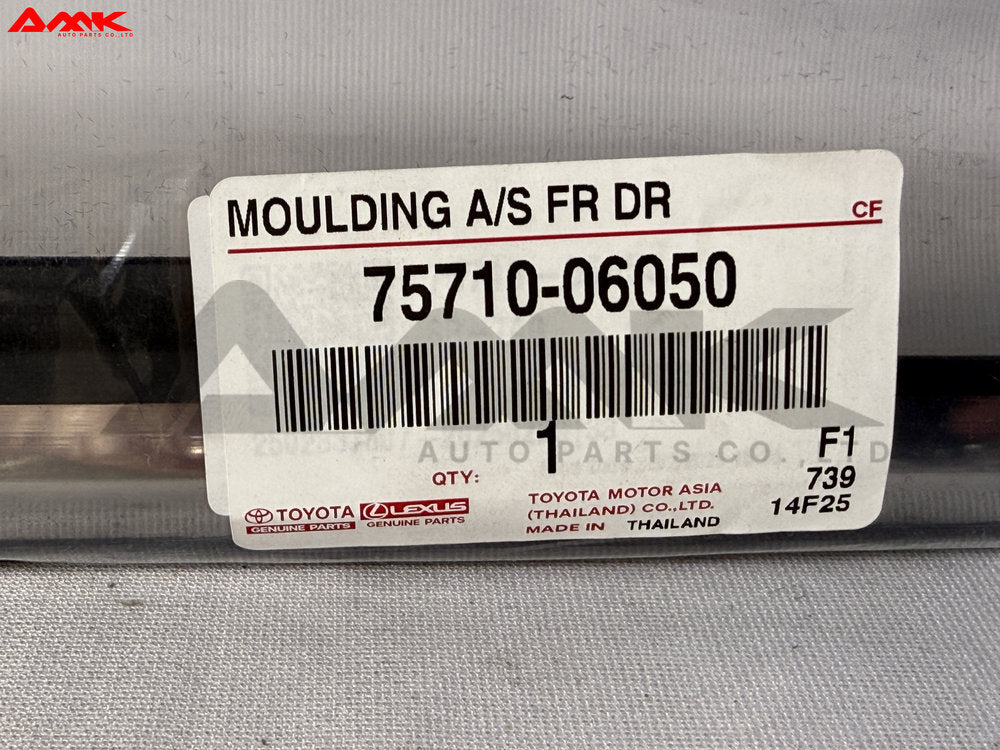 AMK
AUTO PARTS CO.,LTD
MOULDING A/S FR DR
CF
75710-06050
AMK
AUTO PARTS CO.,LTD
1
F1
QTY:
739
TOYOTA MOTOR ASIA
(THAILAND) CO.,LTD.
14F25
MADE IN THAILAND
TOYOTA
GENUINE PARTS
LEXUS
GENUINE PARTS